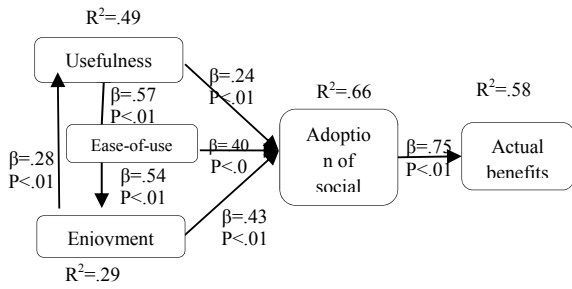 R²=.49
Usefulness
β=.57
P<.01
β=.24
P<.01
R²=.66
R²=.58
Ease-of-use
β=.40
P<.0
Adoptio
n of
social
β=.75
P<.01
Actual
benefits
β=.28
P<.01
β=.54
P<.01
β=.43
P<.01
Enjoyment
R²=.29